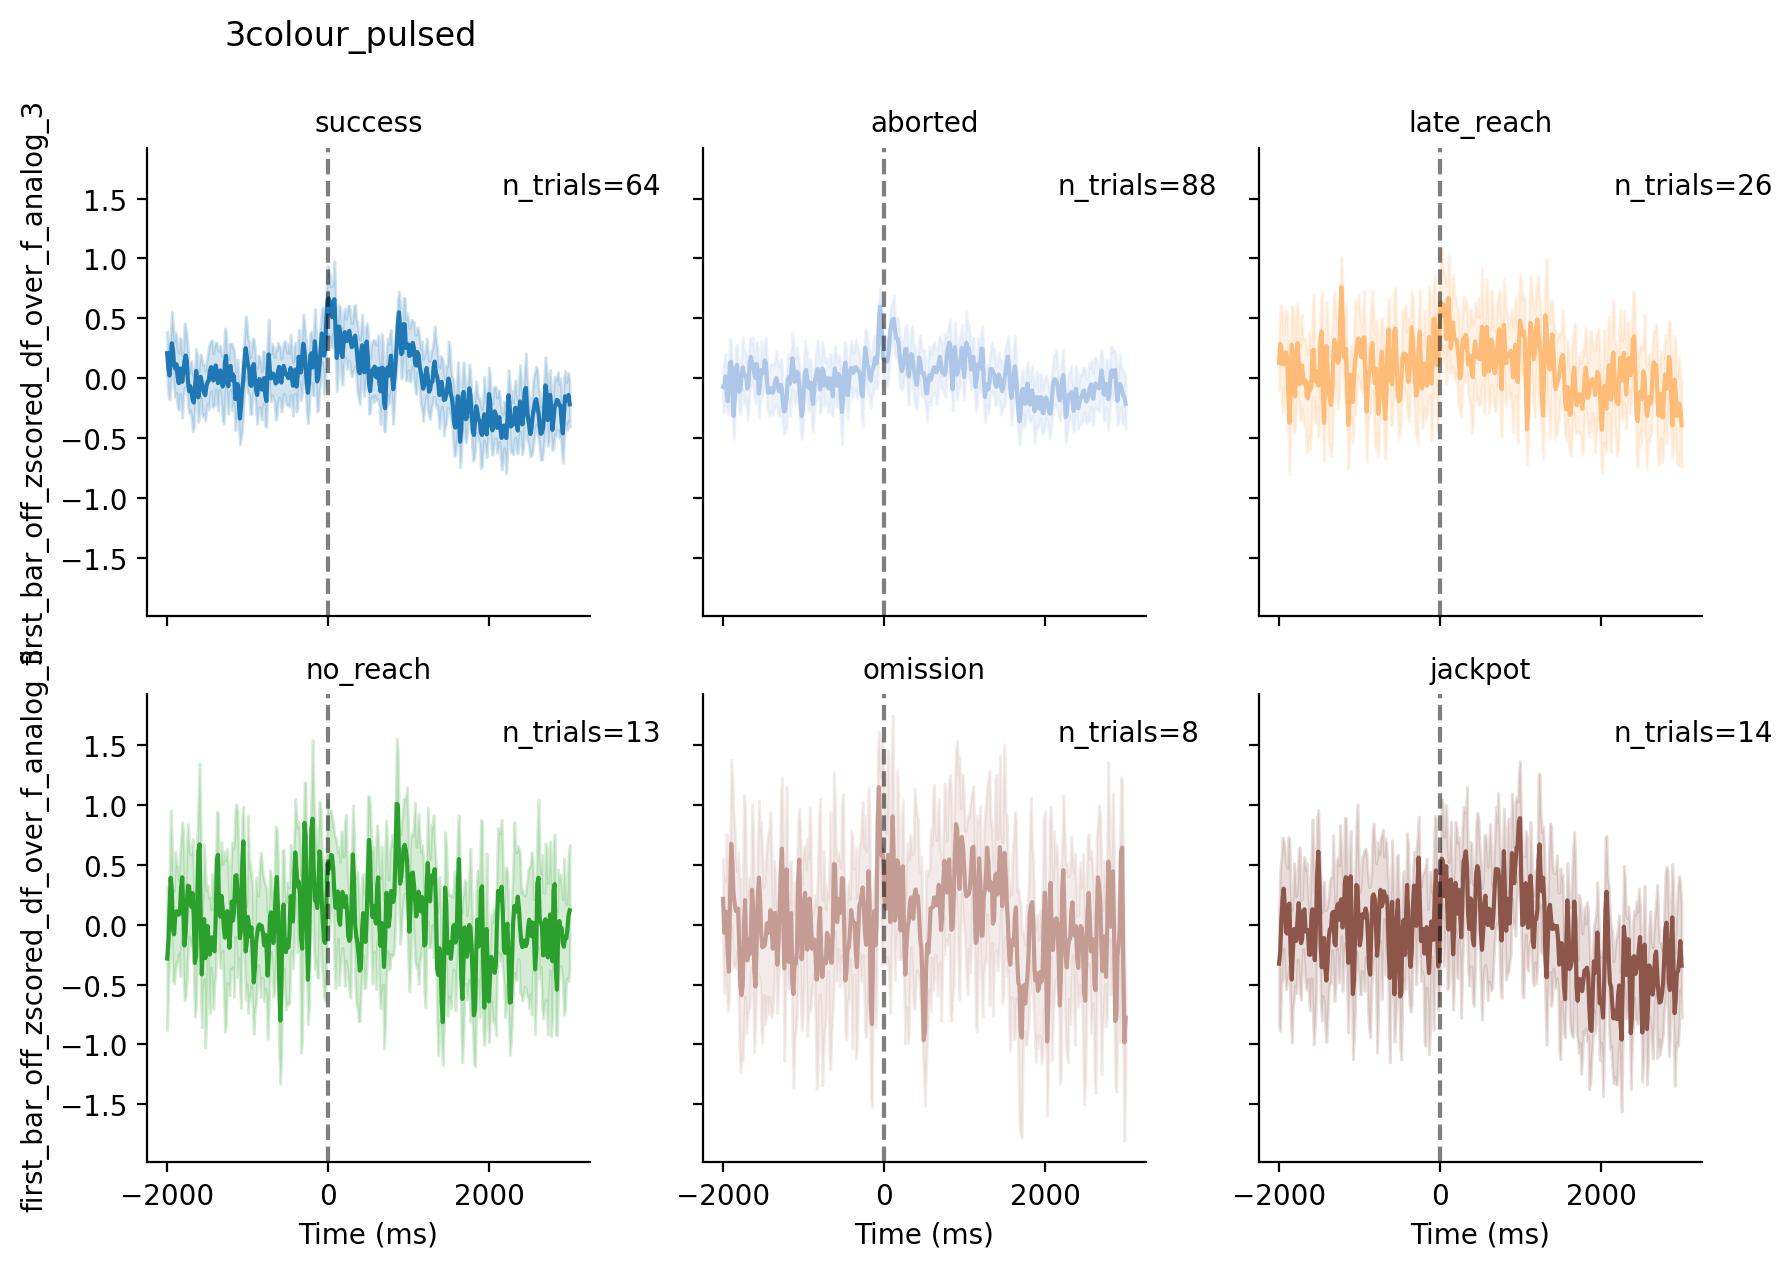 3colour_pulsed
success
aborted
late_reach
first_bar_off_zscored_df_over_f_analog_3
n_trials=64
n_trials=88
n_trials=26
1.5
1.0
0.5
0.0
−0.5
−1.0
−1.5
no_reach
omission
jackpot
first_bar_off_zscored_df_over_f_analog_3
n_trials=13
n_trials=8
n_trials=14
1.5
1.0
0.5
0.0
−0.5
−1.0
−1.5
−2000 0 2000
−2000 0 2000
−2000 0 2000
Time (ms)
Time (ms)
Time (ms)